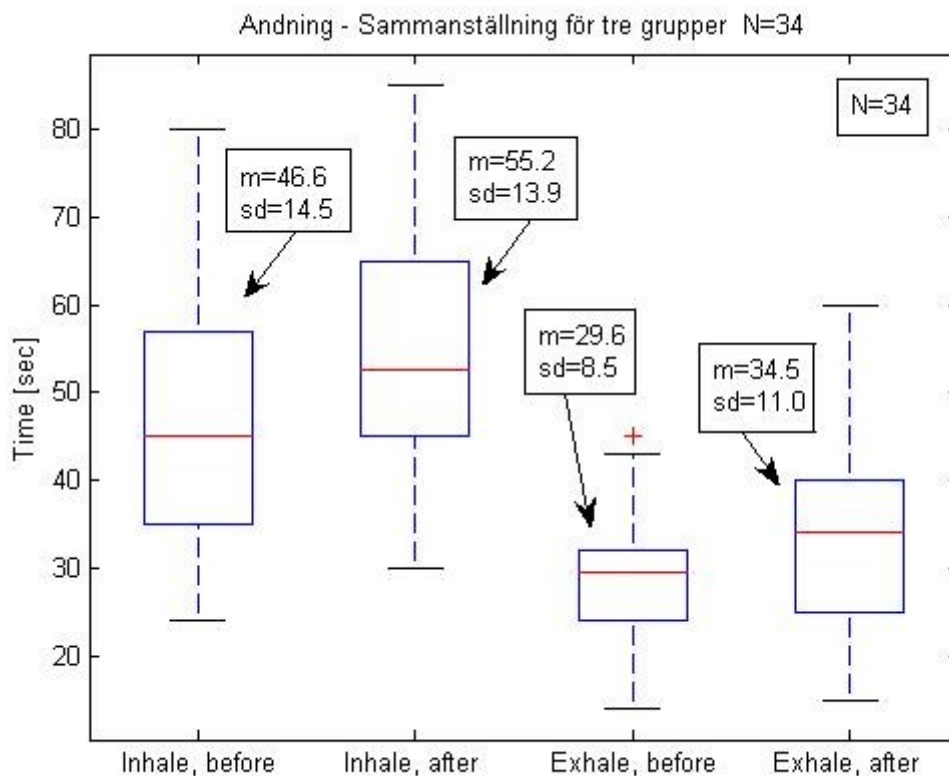 Andning - Sammanställning för tre grupper N=34
N=34
m=46.6
sd=14.5
m=55.2
sd=13.9
m=29.6
sd=8.5
m=34.5
sd=11.0
Time [sec]
80
70
60
50
40
30
20
Inhale, before
Inhale, after
Exhale, before
Exhale, after